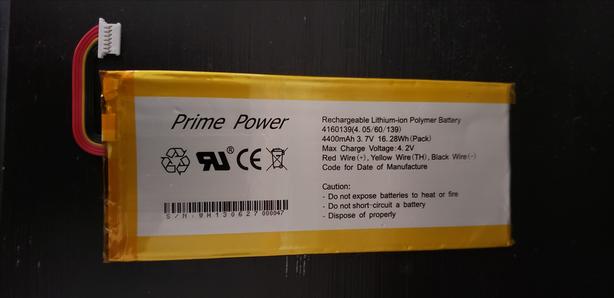 Prime Power
Rechargeable Lithium-ion Polymer Battery
4160139(4.05/60/139)
4400mAh 3.7V 16.28Wh(Pack)
Max Charge Voltage:4.2V
Red Wire(+), Yellow Wire(TH), Black Wire(-)
Code for Date of Manufacture
Caution:
- Do not expose batteries to heat or fire
- Do not short-circuit a battery
- Dispose of properly
S/N:WH130627000047